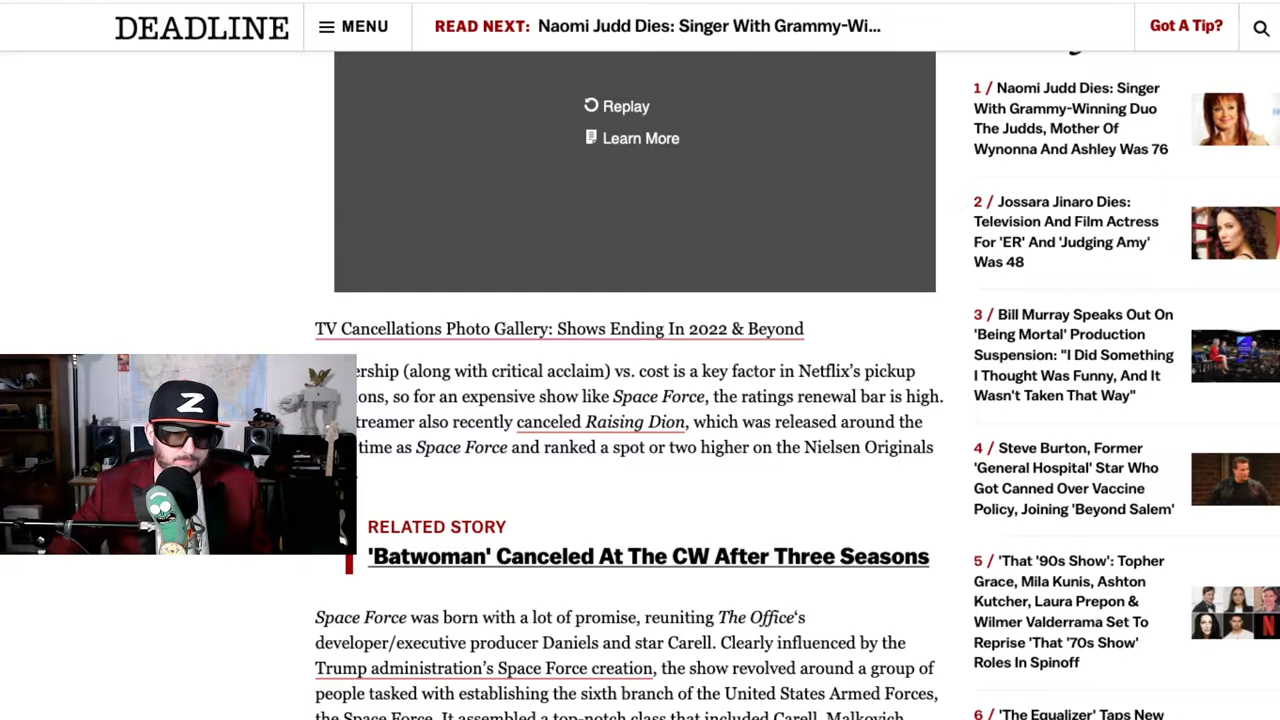 DEADLINE
MENU
READ NEXT: Naomi Judd Dies: Singer With Grammy-Wi...
Got A Tip?
Replay
Learn More
TV Cancellations Photo Gallery: Shows Ending In 2022 & Beyond
ership (along with critical acclaim) vs. cost is a key factor in Netflix’s pickup
ons, so for an expensive show like Space Force, the ratings renewal bar is high.
treamer also recently canceled Raising Dion, which was released around the
time as Space Force and ranked a spot or two higher on the Nielsen Originals
RELATED STORY
'Batwoman' Canceled At The CW After Three Seasons
Space Force was born with a lot of promise, reuniting The Office‘s
developer/executive producer Daniels and star Carell. Clearly influenced by the
Trump administration’s Space Force creation, the show revolved around a group of
people tasked with establishing the sixth branch of the United States Armed Forces,
the Space Force. It assembled a top-notch class that included Carell, Malkovich,
1 / Naomi Judd Dies: Singer
With Grammy-Winning Duo
The Judds, Mother Of
Wynonna And Ashley Was 76
2 / Jossara Jinaro Dies:
Television And Film Actress
For 'ER' And 'Judging Amy'
Was 48
3 / Bill Murray Speaks Out On
'Being Mortal' Production
Suspension: "I Did Something
I Thought Was Funny, And It
Wasn't Taken That Way"
4 / Steve Burton, Former
'General Hospital' Star Who
Got Canned Over Vaccine
Policy, Joining 'Beyond Salem'
5 / 'That '90s Show': Topher
Grace, Mila Kunis, Ashton
Kutcher, Laura Prepon &
Wilmer Valderrama Set To
Reprise 'That '70s Show'
Roles In Spinoff
6 / 'The Equalizer' Taps New
Z
N